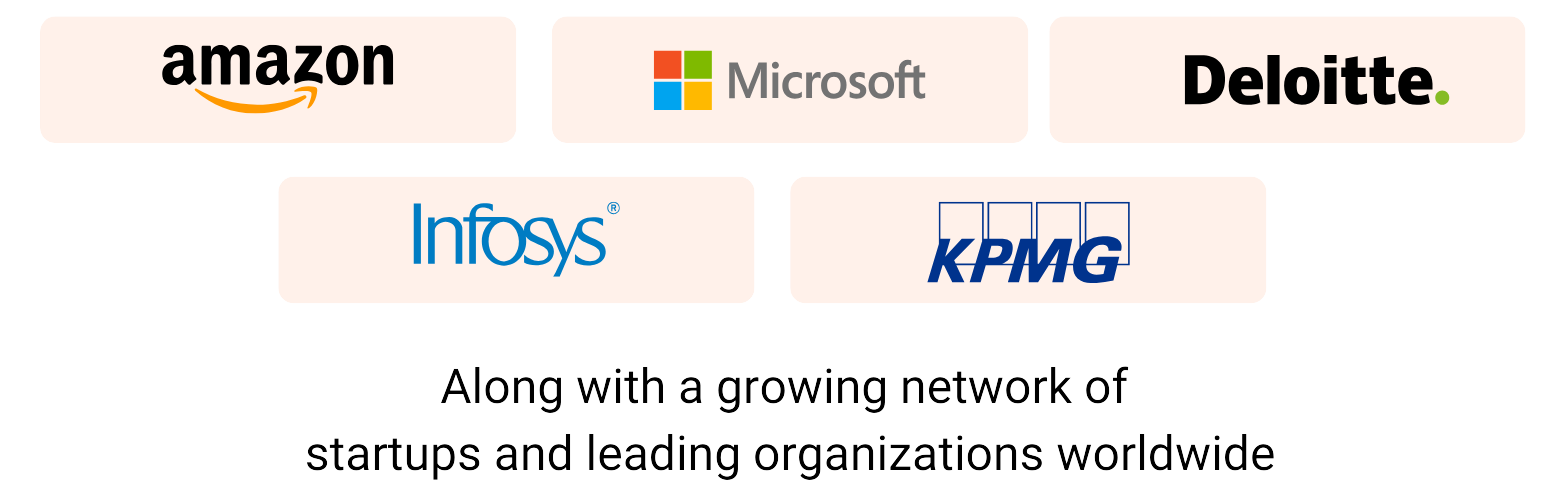 amazon
Microsoft
Deloitte.
Infosys®
KPMG
Along with a growing network of
startups and leading organizations worldwide